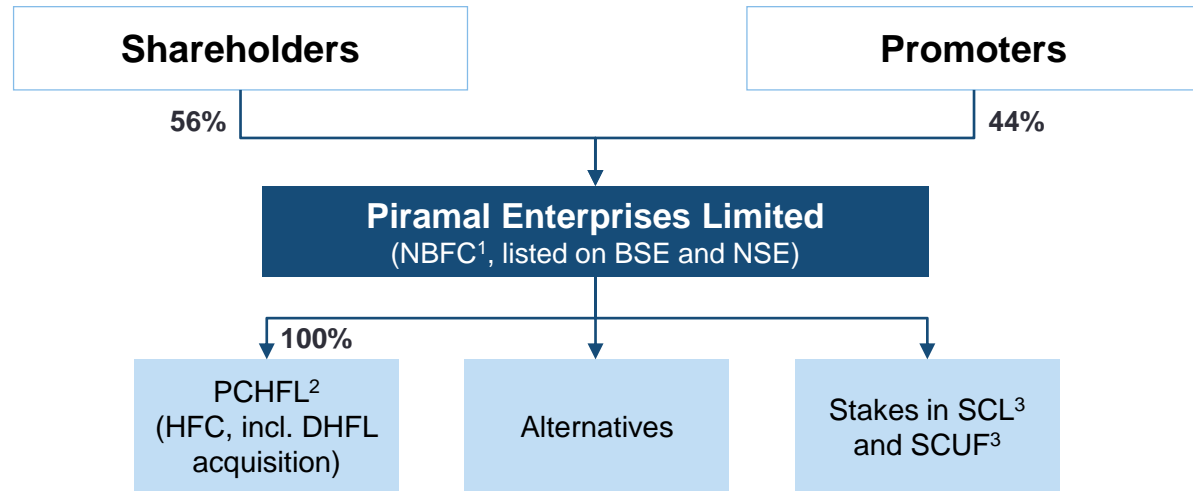 Shareholders
Promoters
56%
44%
Piramal Enterprises Limited
(NBFC¹, listed on BSE and NSE)
100%
PCHFL²
(HFC, incl. DHFL
acquisition)
Alternatives
Stakes in SCL³
and SCUF³